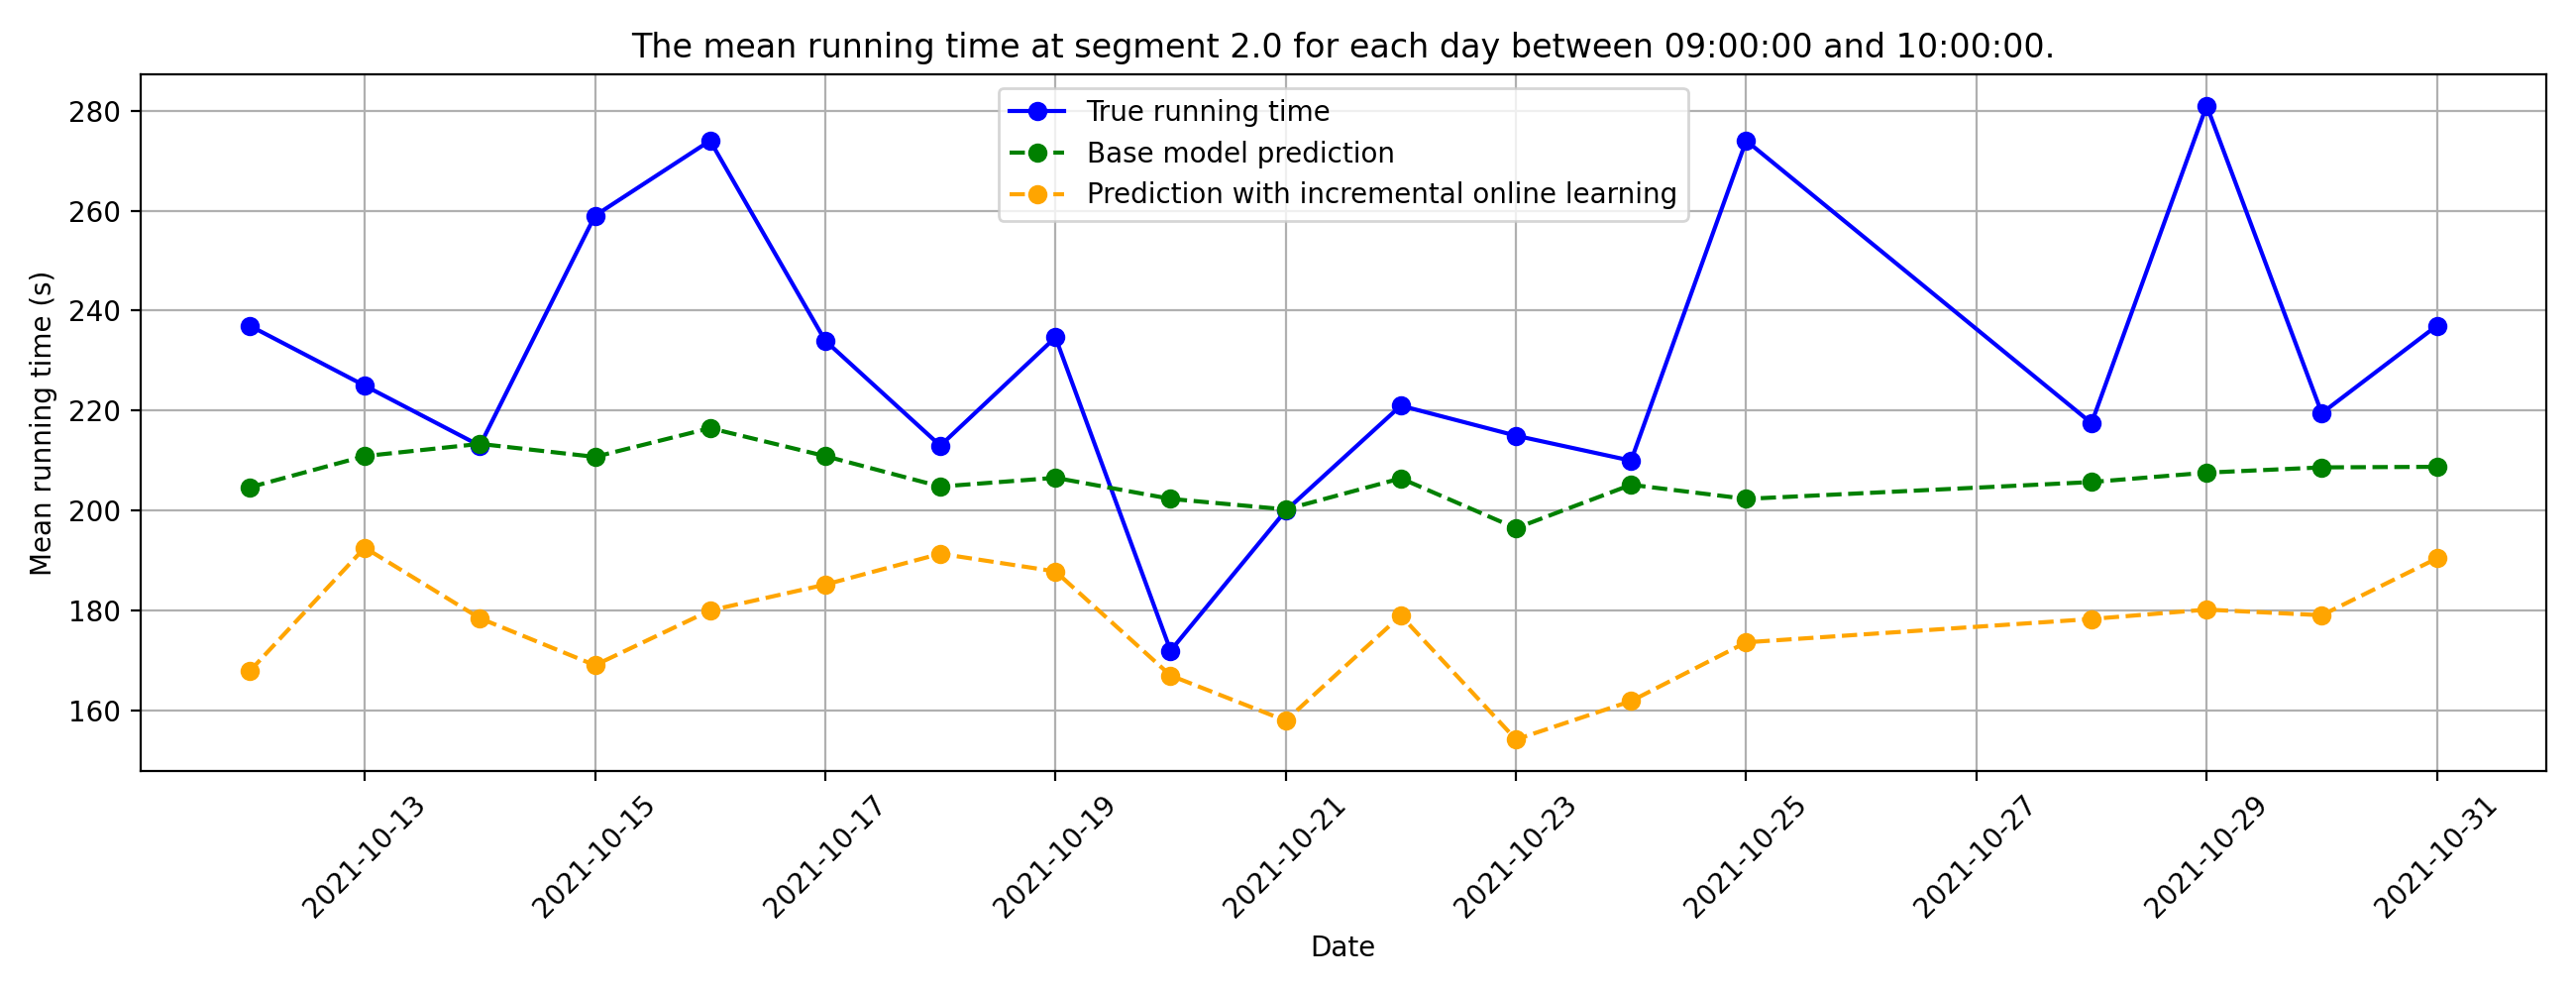 The mean running time at segment 2.0 for each day between 09:00:00 and 10:00:00.
True running time
Base model prediction
Prediction with incremental online learning
Mean running time (s)
280
260
240
220
200
180
160
2021-10-13
2021-10-15
2021-10-17
2021-10-19
2021-10-21
2021-10-23
2021-10-25
2021-10-27
2021-10-29
2021-10-31
Date